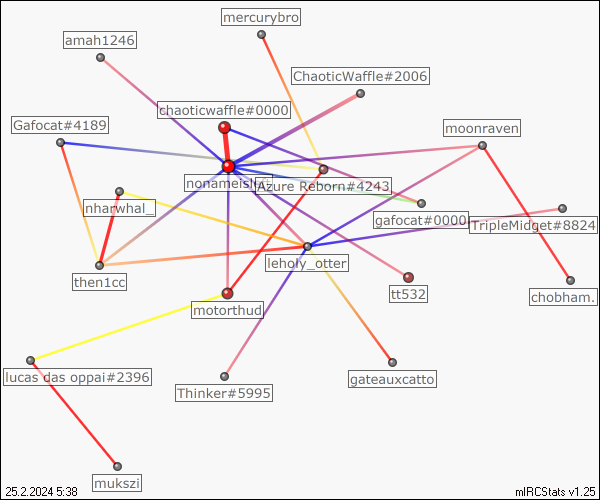 mercurybro
amah1246
ChaoticWaffle#2006
chaoticwaffle#0000
Gafocat#4189
moonraven
Azure Reborn#4243
nharwhal_
gafocat#0000
TripleMidget#8824
leholy_otter
then1cc
tt532
chobham.
motorthud
lucas das oppai#2396
gateauxcatto
Thinker#5995
mukszi
25.2.2024 5:38
mIRCStats v1.25